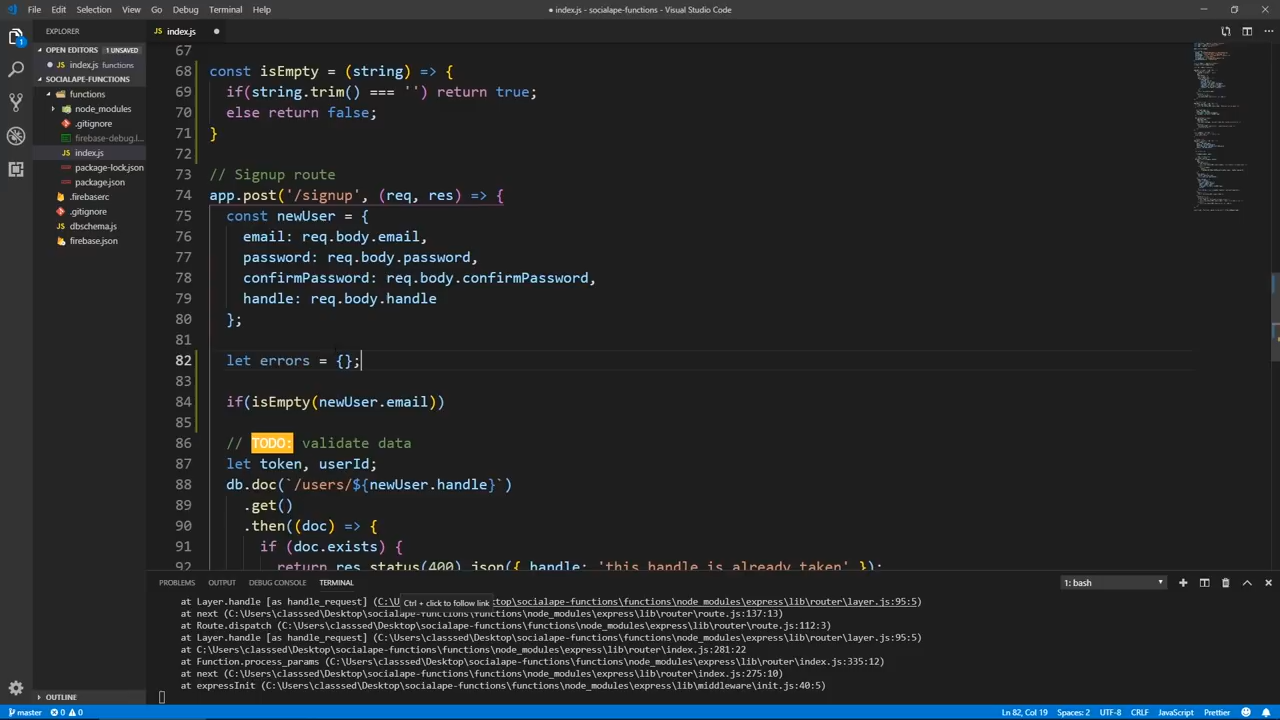 File Edit Selection View Go Debug Terminal Help
● index.js - socialape-functions - Visual Studio Code
EXPLORER
OPEN EDITORS 1 UNSAVED
index.js functions
SOCIALAPE-FUNCTIONS
functions
node_modules
.gitignore
firebase-debug.l...
index.js
package-lock.json
package.json
.firebaserc
.gitignore
dbschema.js
firebase.json
OUTLINE
index.js
67
68 const isEmpty = (string) => {
69 if(string.trim() === '') return true;
70 else return false;
71 }
72
73 // Signup route
74 app.post('/signup', (req, res) => {
75 const newUser = {
76 email: req.body.email,
77 password: req.body.password,
78 confirmPassword: req.body.confirmPassword,
79 handle: req.body.handle
80 };
81
82 let errors = {};
83
84 if(isEmpty(newUser.email))
85
86 // TODO: validate data
87 let token, userId;
88 db.doc(`/users/${newUser.handle}`)
89 .get()
90 .then((doc) => {
91 if (doc.exists) {
92 return res.status(400).json({ handle: 'this handle is already taken' });
PROBLEMS OUTPUT DEBUG CONSOLE TERMINAL
1: bash
Ctrl + click to follow link
at Layer.handle [as handle_request] (C:\U top\socialape-functions\functions\node_modules\express\lib\router\layer.js:95:5)
at next (C:\Users\classsed\Desktop\socialape-functions\functions\node_modules\express\lib\router\route.js:137:13)
at Route.dispatch (C:\Users\classsed\Desktop\socialape-functions\functions\node_modules\express\lib\router\route.js:112:3)
at Layer.handle [as handle_request] (C:\Users\classsed\Desktop\socialape-functions\functions\node_modules\express\lib\router\layer.js:95:5)
at C:\Users\classsed\Desktop\socialape-functions\functions\node_modules\express\lib\router\index.js:281:22
at Function.process_params (C:\Users\classsed\Desktop\socialape-functions\functions\node_modules\express\lib\router\index.js:335:12)
at next (C:\Users\classsed\Desktop\socialape-functions\functions\node_modules\express\lib\router\index.js:275:10)
at expressInit (C:\Users\classsed\Desktop\socialape-functions\functions\node_modules\express\lib\middleware\init.js:40:5)
master 0 0
Ln 82, Col 19 Spaces: 2 UTF-8 CRLF JavaScript Prettier